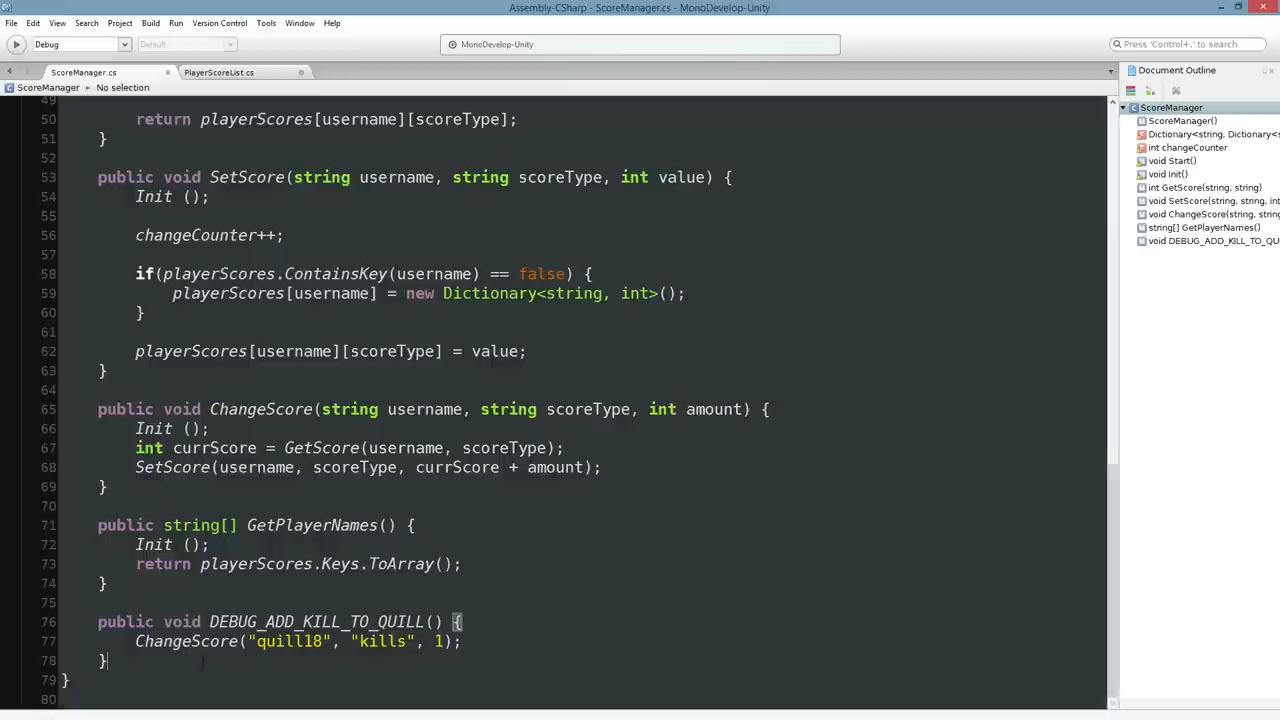 Assembly-CSharp - ScoreManager.cs - MonoDevelop-Unity
File Edit View Search Project Build Run Version Control Tools Window Help
Debug Default MonoDevelop-Unity Press 'Control+,' to search
ScoreManager.cs x PlayerScoreList.cs
ScoreManager ▸ No selection
49
50 return playerScores[username][scoreType];
51 }
52
53 public void SetScore(string username, string scoreType, int value) {
54 Init ();
55
56 changeCounter++;
57
58 if(playerScores.ContainsKey(username) == false) {
59 playerScores[username] = new Dictionary<string, int>();
60 }
61
62 playerScores[username][scoreType] = value;
63 }
64
65 public void ChangeScore(string username, string scoreType, int amount) {
66 Init ();
67 int currScore = GetScore(username, scoreType);
68 SetScore(username, scoreType, currScore + amount);
69 }
70
71 public string[] GetPlayerNames() {
72 Init ();
73 return playerScores.Keys.ToArray();
74 }
75
76 public void DEBUG_ADD_KILL_TO_QUILL() {
77 ChangeScore("quill18", "kills", 1);
78 }
79 }
80
Document Outline
ScoreManager
ScoreManager()
Dictionary<string, Dictionary<s
int changeCounter
void Start()
void Init()
int GetScore(string, string)
void SetScore(string, string, int
void ChangeScore(string, string
string[] GetPlayerNames()
void DEBUG_ADD_KILL_TO_QU